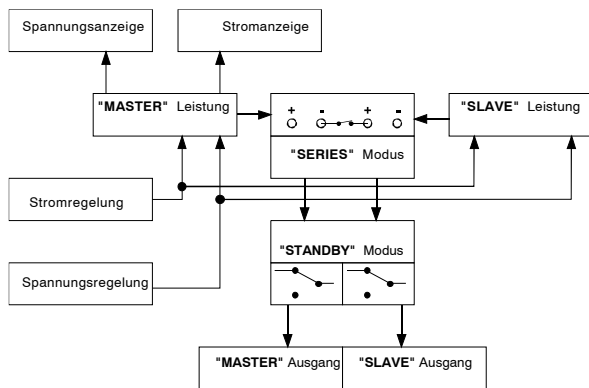 Spannungsanzeige
Stromanzeige
"MASTER" Leistung
+ - + -
"SLAVE" Leistung
"SERIES" Modus
Stromregelung
"STANDBY" Modus
Spannungsregelung
"MASTER" Ausgang
"SLAVE" Ausgang